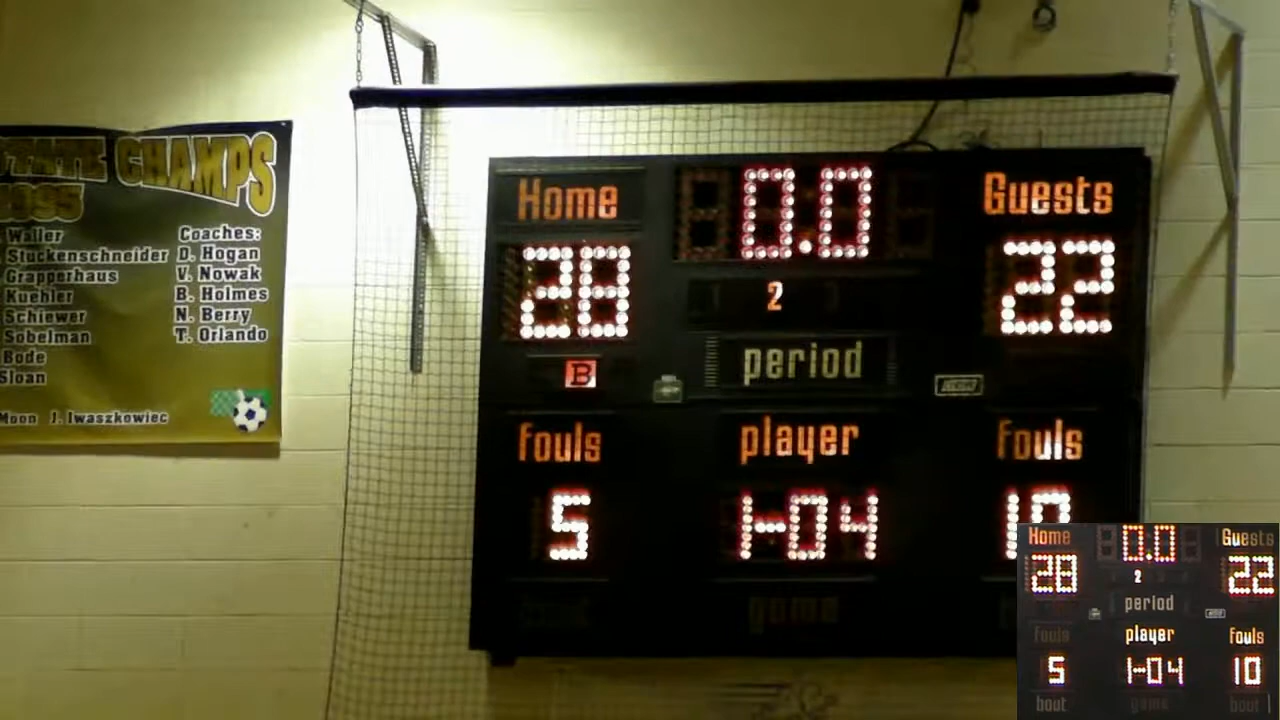 STATE CHAMPS
1995
Waller
Stuckenschneider
Grapperhaus
Kuehler
Schiewer
Sobelman
Bode
Sloan
Moon J. Iwaszkowiec
Coaches:
D. Hogan
V. Nowak
B. Holmes
N. Berry
T. Orlando
Home 0.0 Guests
28 22
2
B period
fouls player fouls
5 1-04
game
Home 0.0 Guests
28 22
2
period
fouls player fouls
5 1-04 10
bout game bout